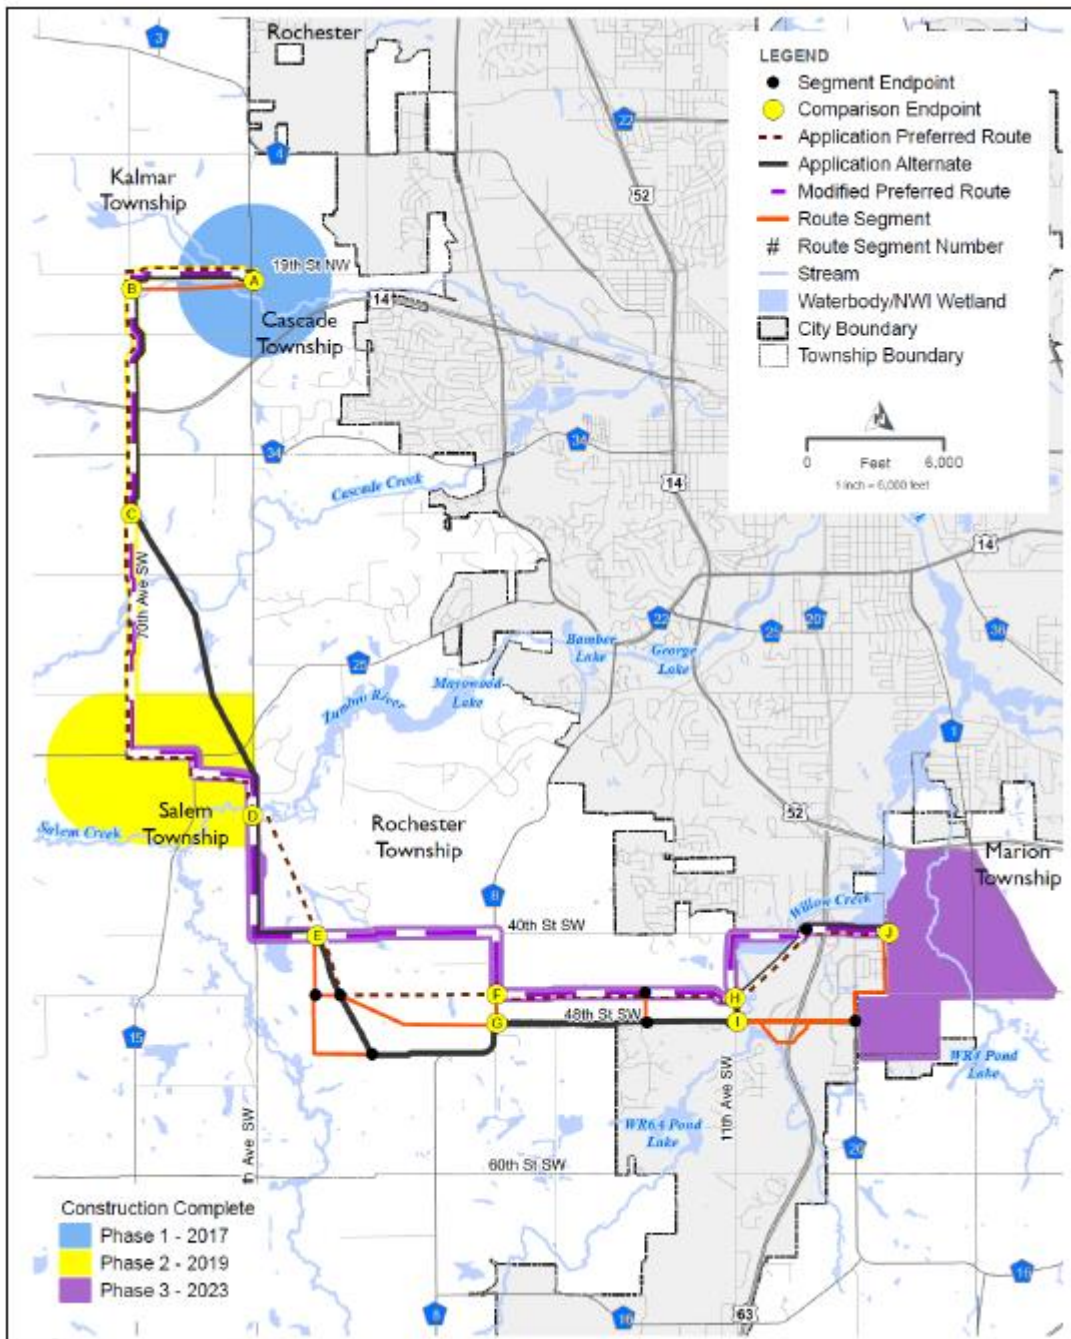 Rochester
3
22
4
52
Kalmar
Township
19th St NW
A
B
14
Cascade
Township
LEGEND
Segment Endpoint
Comparison Endpoint
Application Preferred Route
Application Alternate
Modified Preferred Route
Route Segment
# Route Segment Number
Stream
Waterbody/NWI Wetland
City Boundary
Township Boundary
N
0 Feet 6,000
1 inch = 6,000 feet
34
34
Cascade Creek
14
C
14
70th Ave SW
22
25
20
36
Bamber
Lake
George
Lake
25
Mayowood
Lake
Zumbro River
1
Salem
Township
Salem Creek
D
Rochester
Township
52
Marion
Township
8
Willow Creek
40th St SW
E
J
F
H
48th St SW
G
I
15
WR4 Pond
Lake
11th Ave SW
WR6A Pond
Lake
th Ave SW
60th St SW
20
Construction Complete
Phase 1 - 2017
Phase 2 - 2019
Phase 3 - 2023
16
8
16
63